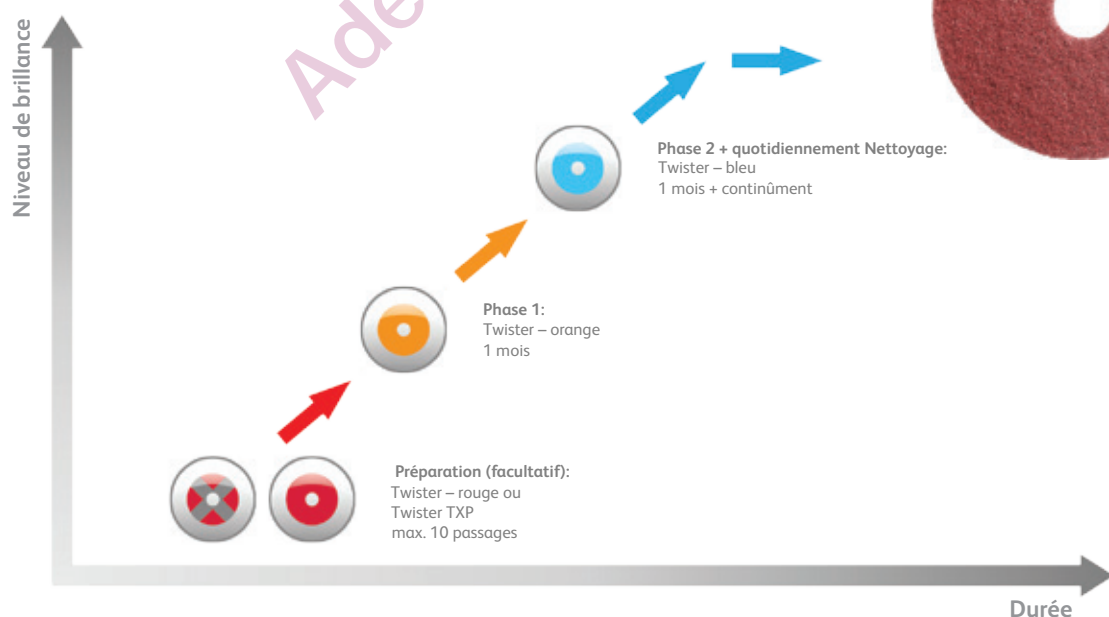 Niveau de brillance
Ade
Phase 2 + quotidiennement Nettoyage:
Twister – bleu
1 mois + continûment
Phase 1:
Twister – orange
1 mois
Préparation (facultatif):
Twister – rouge ou
Twister TXP
max. 10 passages
Durée